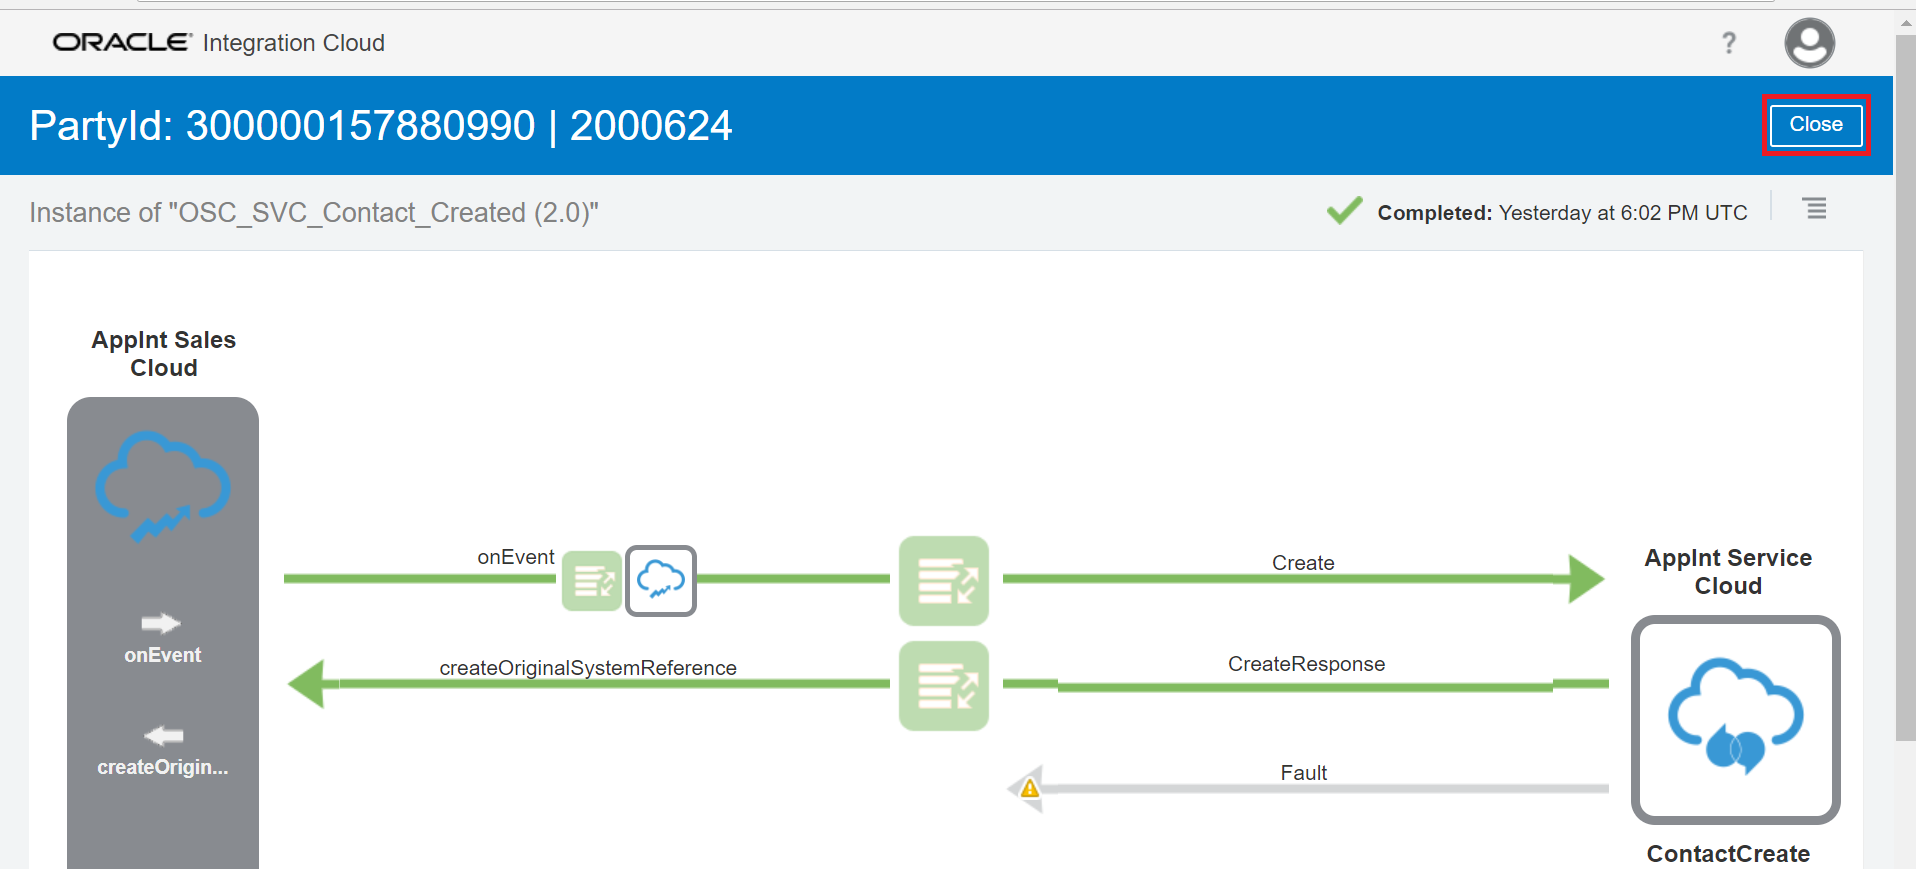 ORACLE Integration Cloud
?
PartyId: 300000157880990 | 2000624
Close
Instance of "OSC_SVC_Contact_Created (2.0)"
Completed: Yesterday at 6:02 PM UTC
AppInt Sales
Cloud
onEvent
createOrigin...
onEvent
Create
createOriginalSystemReference
CreateResponse
Fault
AppInt Service
Cloud
ContactCreate